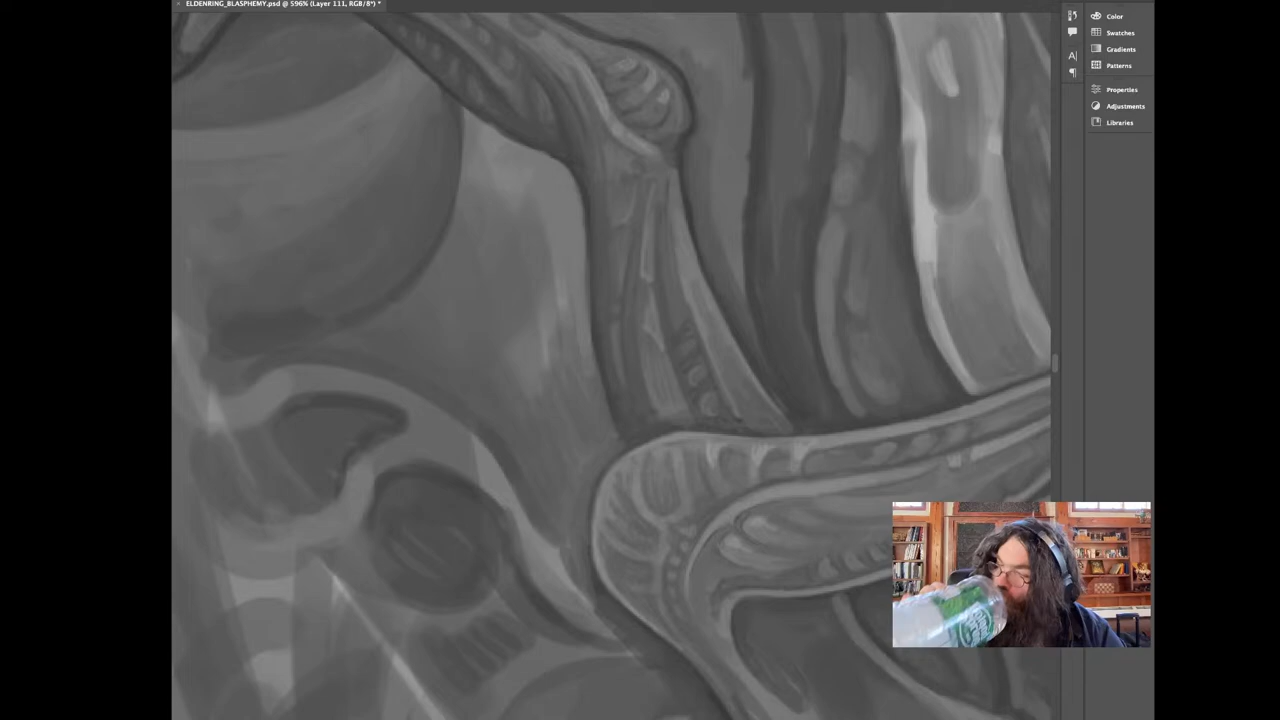 × ELDENRING_BLASPHEMY.psd @ 596% (Layer 111, RGB/8*) *
Color
Swatches
Gradients
Patterns
Properties
Adjustments
Libraries